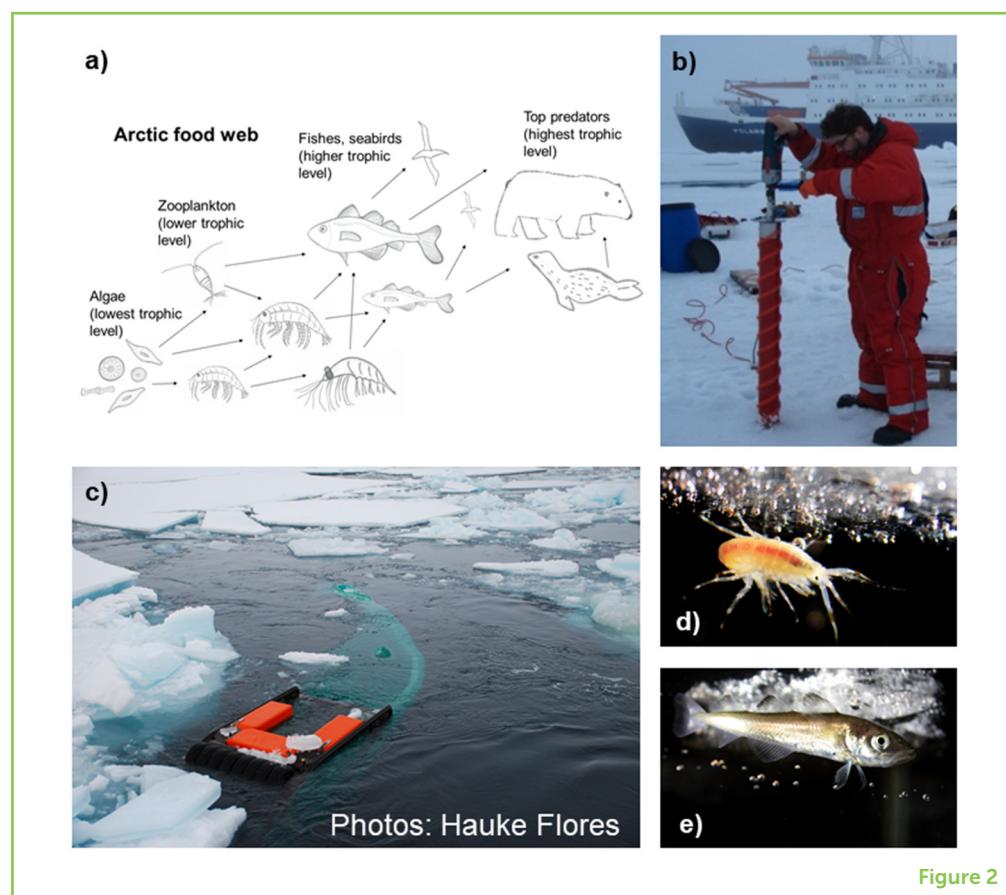 a)
Arctic food web
Fishes, seabirds
(higher trophic
level)
Top predators
(highest trophic
level)
Zooplankton
(lower trophic
level)
Algae
(lowest trophic
level)
b)
c)
Photos: Hauke Flores
d)
e)
Figure 2